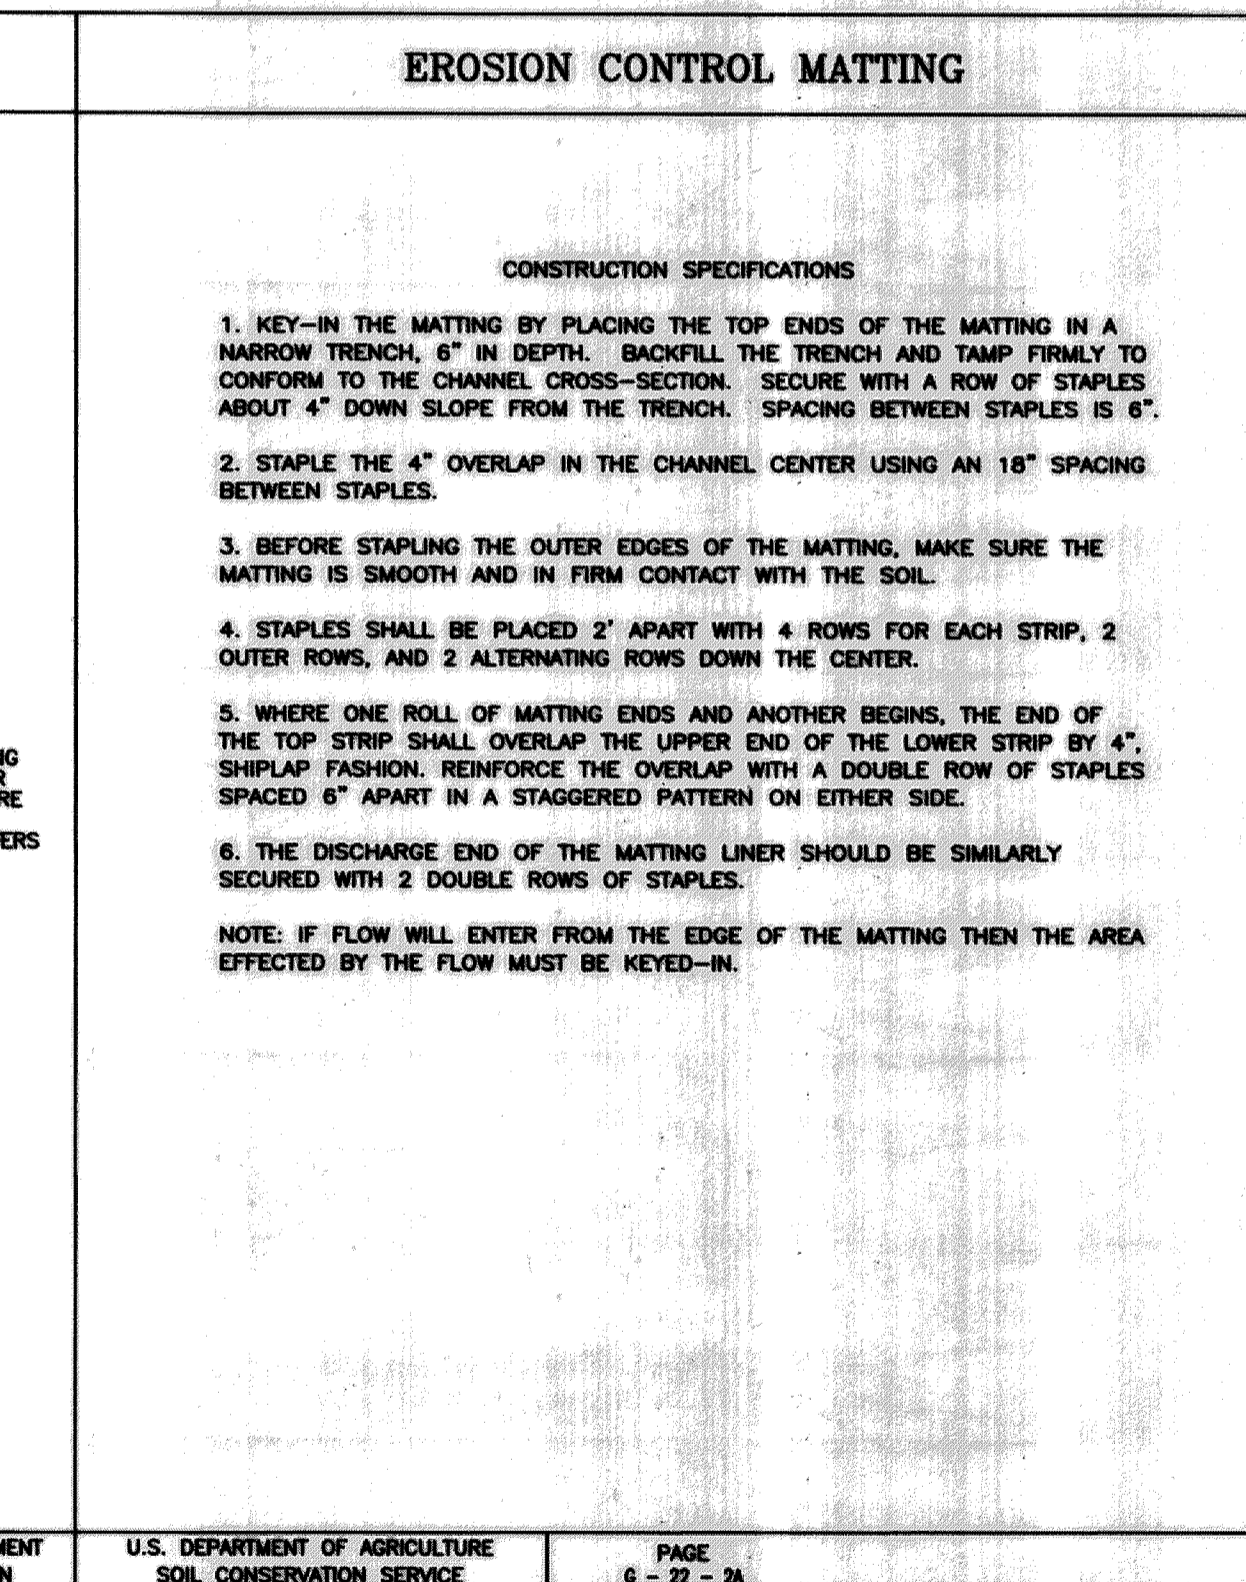 EROSION CONTROL MATTING
CONSTRUCTION SPECIFICATIONS
1. KEY-IN THE MATTING BY PLACING THE TOP ENDS OF THE MATTING IN A
NARROW TRENCH, 6" IN DEPTH. BACKFILL THE TRENCH AND TAMP FIRMLY TO
CONFORM TO THE CHANNEL CROSS-SECTION. SECURE WITH A ROW OF STAPLES
ABOUT 4" DOWN SLOPE FROM THE TRENCH. SPACING BETWEEN STAPLES IS 6".
2. STAPLE THE 4" OVERLAP IN THE CHANNEL CENTER USING AN 18" SPACING
BETWEEN STAPLES.
3. BEFORE STAPLING THE OUTER EDGES OF THE MATTING, MAKE SURE THE
MATTING IS SMOOTH AND IN FIRM CONTACT WITH THE SOIL.
4. STAPLES SHALL BE PLACED 2' APART WITH 4 ROWS FOR EACH STRIP, 2
OUTER ROWS, AND 2 ALTERNATING ROWS DOWN THE CENTER.
5. WHERE ONE ROLL OF MATTING ENDS AND ANOTHER BEGINS, THE END OF
THE TOP STRIP SHALL OVERLAP THE UPPER END OF THE LOWER STRIP BY 4",
SHIPLAP FASHION. REINFORCE THE OVERLAP WITH A DOUBLE ROW OF STAPLES
SPACED 6" APART IN A STAGGERED PATTERN ON EITHER SIDE.
6. THE DISCHARGE END OF THE MATTING LINER SHOULD BE SIMILARLY
SECURED WITH 2 DOUBLE ROWS OF STAPLES.
NOTE: IF FLOW WILL ENTER FROM THE EDGE OF THE MATTING THEN THE AREA
EFFECTED BY THE FLOW MUST BE KEYED-IN.
U.S. DEPARTMENT OF AGRICULTURE
SOIL CONSERVATION SERVICE
PAGE
G - 22 - 2A